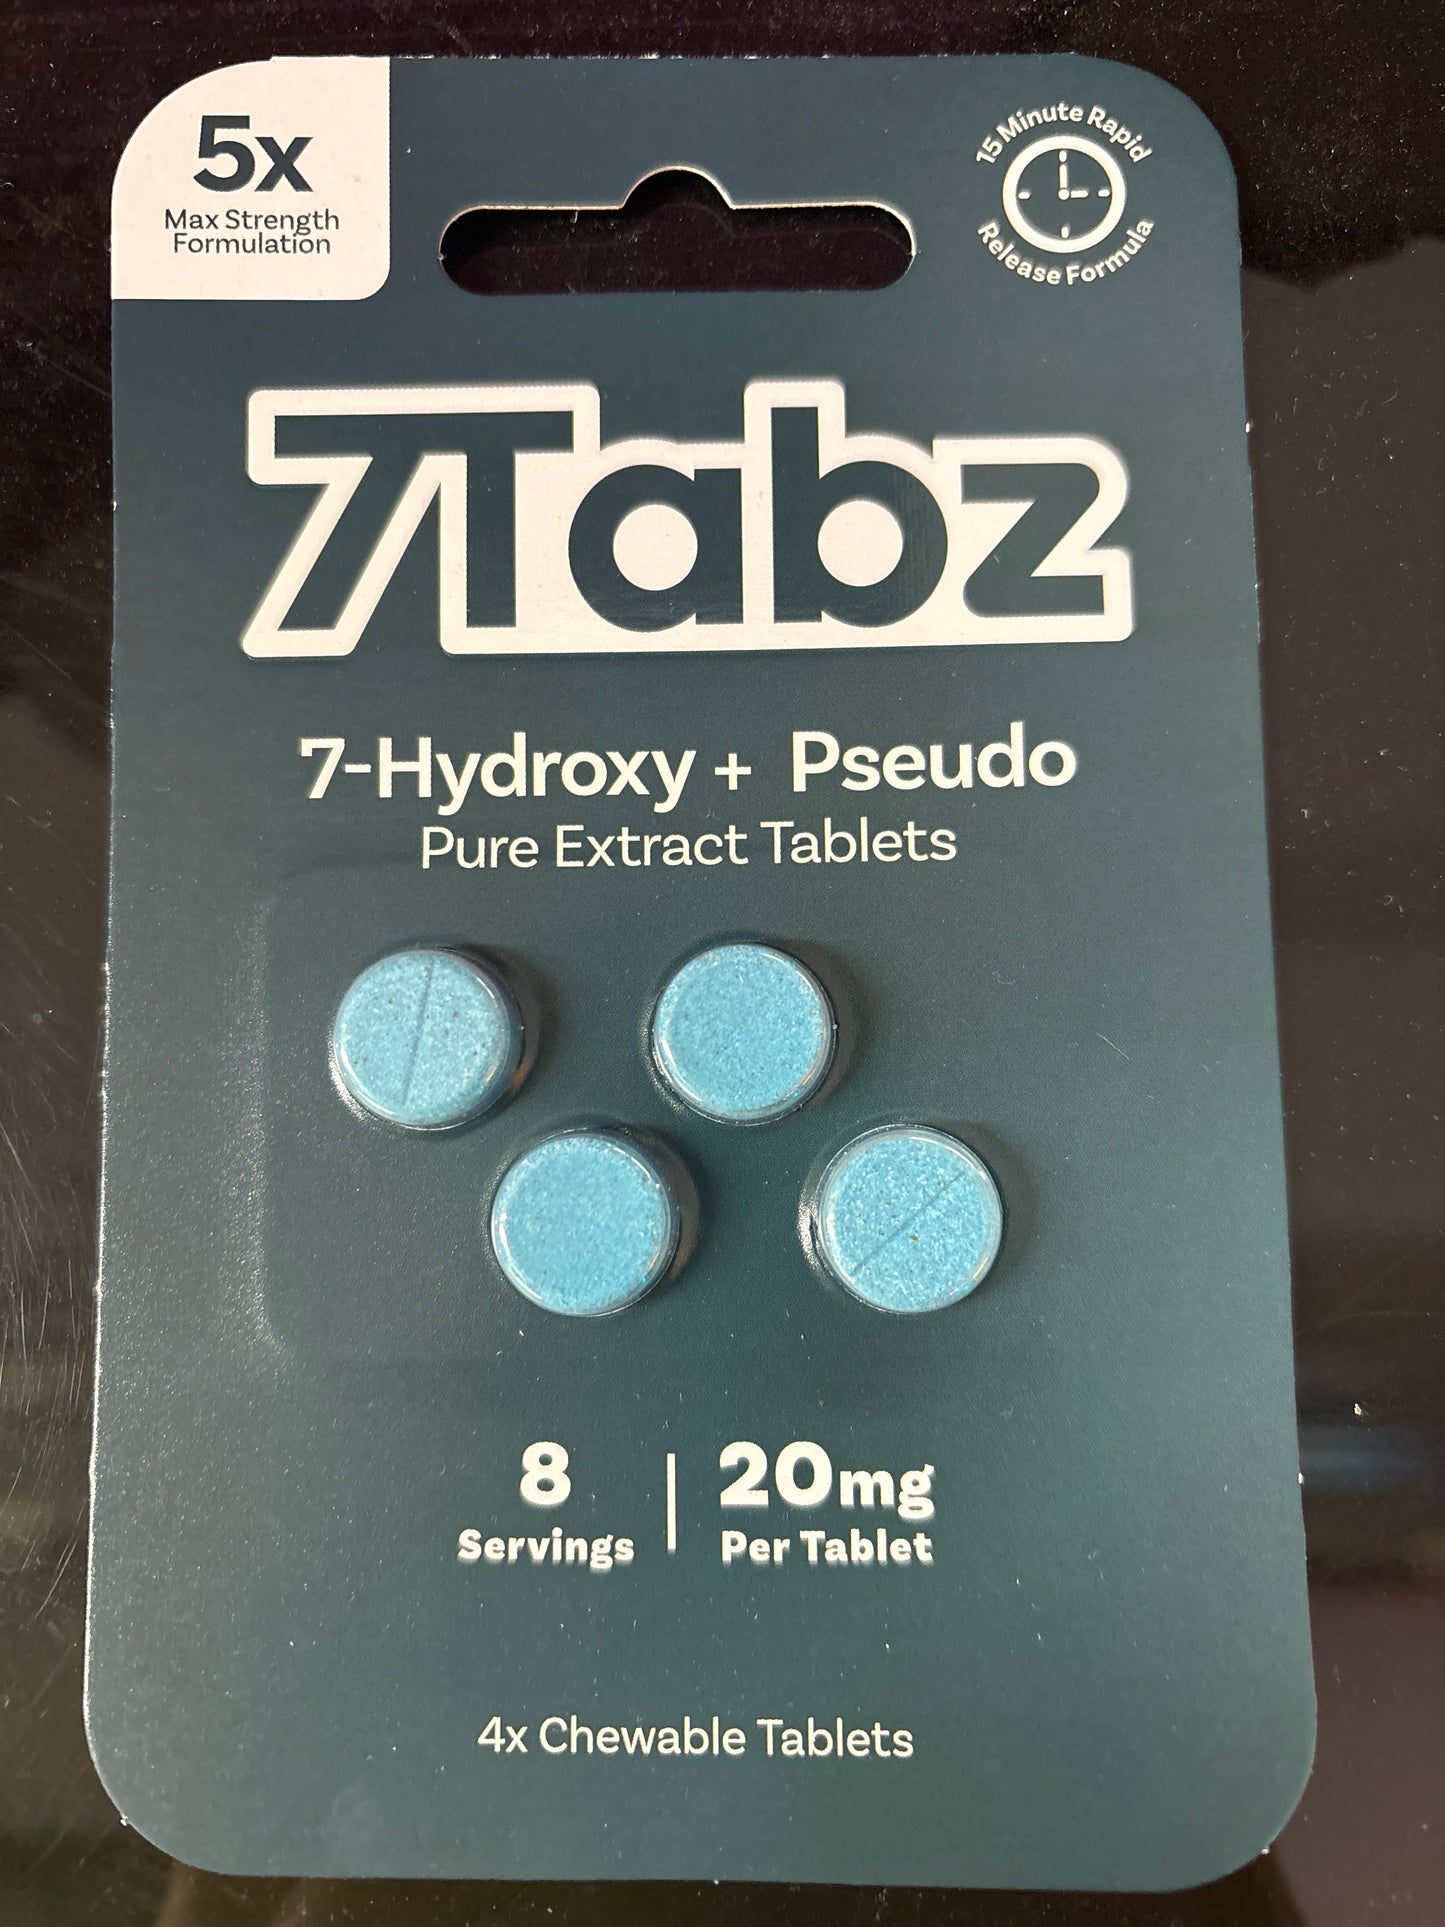 5x
Max Strength
Formulation
15 Minute Rapid
Release Formula
7Tabz
7-Hydroxy + Pseudo
Pure Extract Tablets
8
Servings
20mg
Per Tablet
4x Chewable Tablets